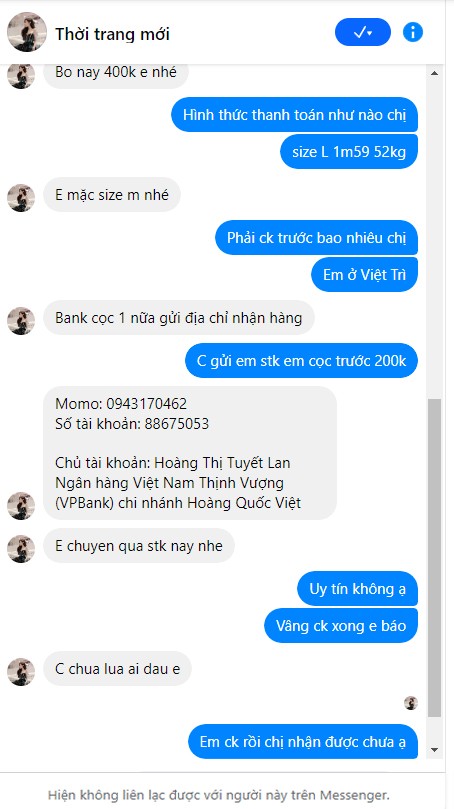 Thời trang mới
Bo nay 400k e nhé
Hình thức thanh toán như nào chị
size L 1m59 52kg
E mặc size m nhé
Phải ck trước bao nhiêu chị
Em ở Việt Trì
Bank cọc 1 nữa gửi địa chỉ nhận hàng
C gửi em stk em cọc trước 200k
Momo: 0943170462
Số tài khoản: 88675053
Chủ tài khoản: Hoàng Thị Tuyết Lan
Ngân hàng Việt Nam Thịnh Vượng
(VPBank) chi nhánh Hoàng Quốc Việt
E chuyen qua stk nay nhe
Uy tín không ạ
Vâng ck xong e báo
C chua lua ai dau e
Em ck rồi chị nhận được chưa ạ
Hiện không liên lạc được với người này trên Messenger.